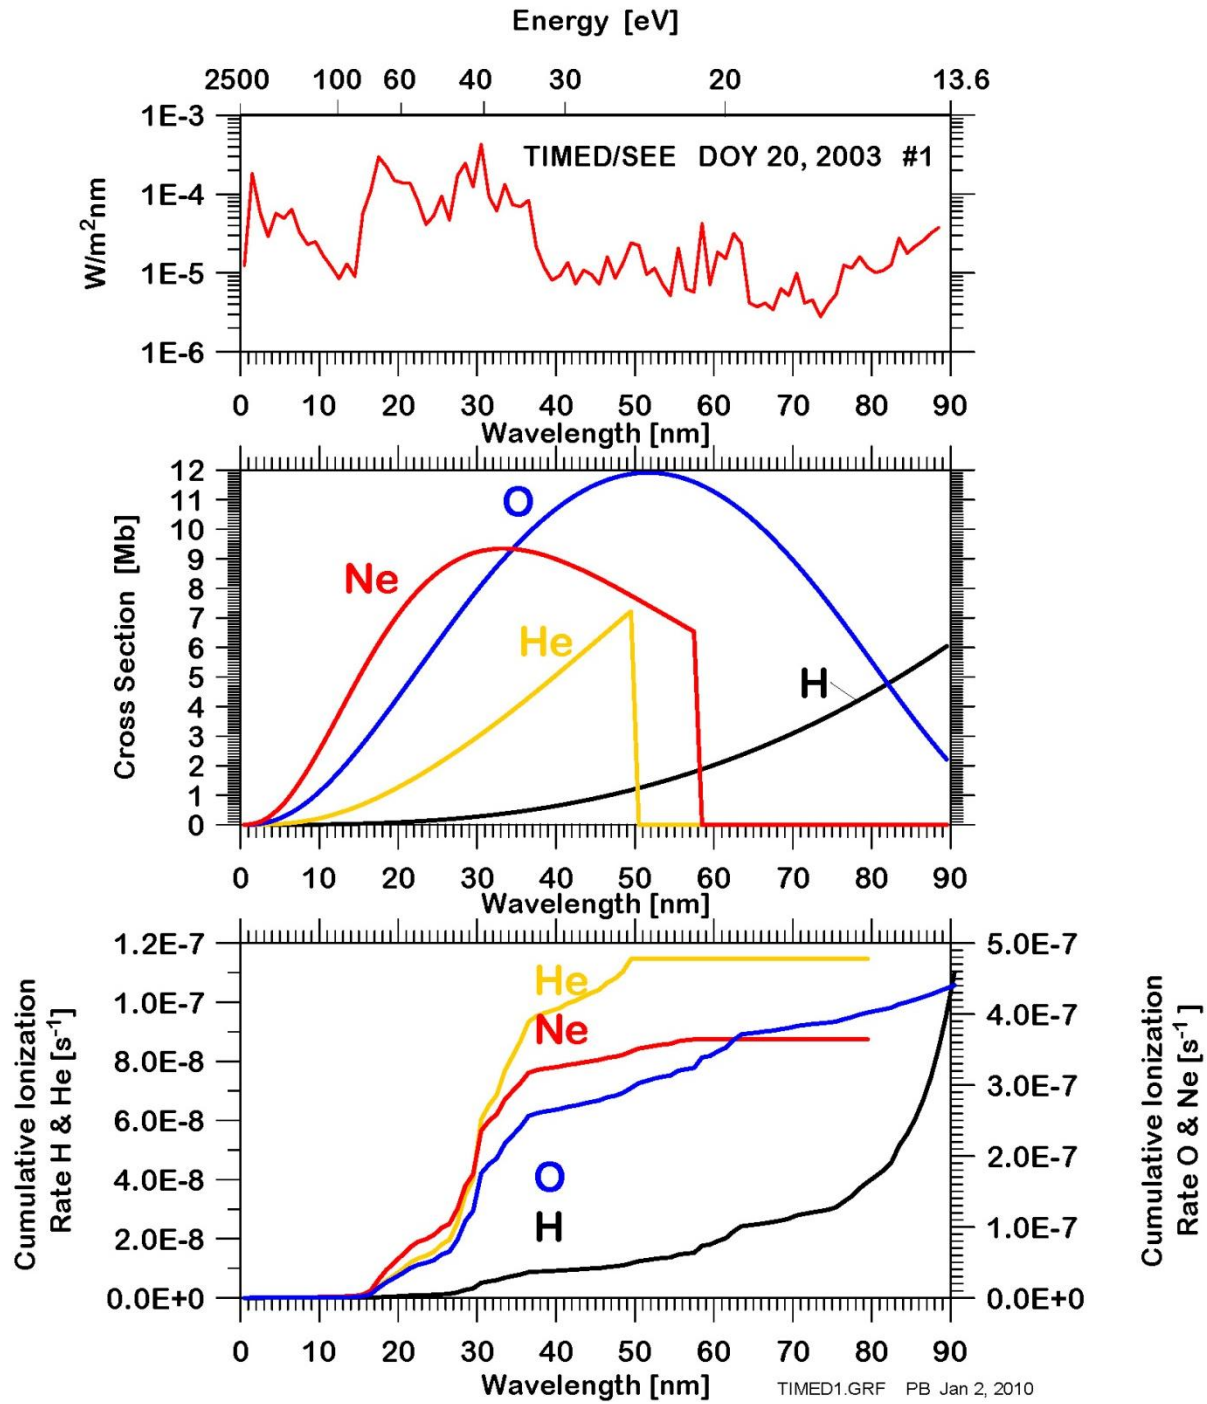 Energy [eV]
2500 100 60 40 30 20 13.6
1E-3
1E-4
1E-5
1E-6
W/m²nm
TIMED/SEE DOY 20, 2003 #1
0 10 20 30 40 50 60 70 80 90
Wavelength [nm]
12
11
10
9
8
7
6
5
4
3
2
1
0
Cross Section [Mb]
O
Ne
He
H
0 10 20 30 40 50 60 70 80 90
Wavelength [nm]
1.2E-7
1.0E-7
8.0E-8
6.0E-8
4.0E-8
2.0E-8
0.0E+0
Cumulative Ionization
Rate H & He [s⁻¹]
He
Ne
O
H
5.0E-7
4.0E-7
3.0E-7
2.0E-7
1.0E-7
0.0E+0
Cumulative Ionization
Rate O & Ne [s⁻¹]
0 10 20 30 40 50 60 70 80 90
Wavelength [nm]
TIMED1.GRF PB Jan 2, 2010